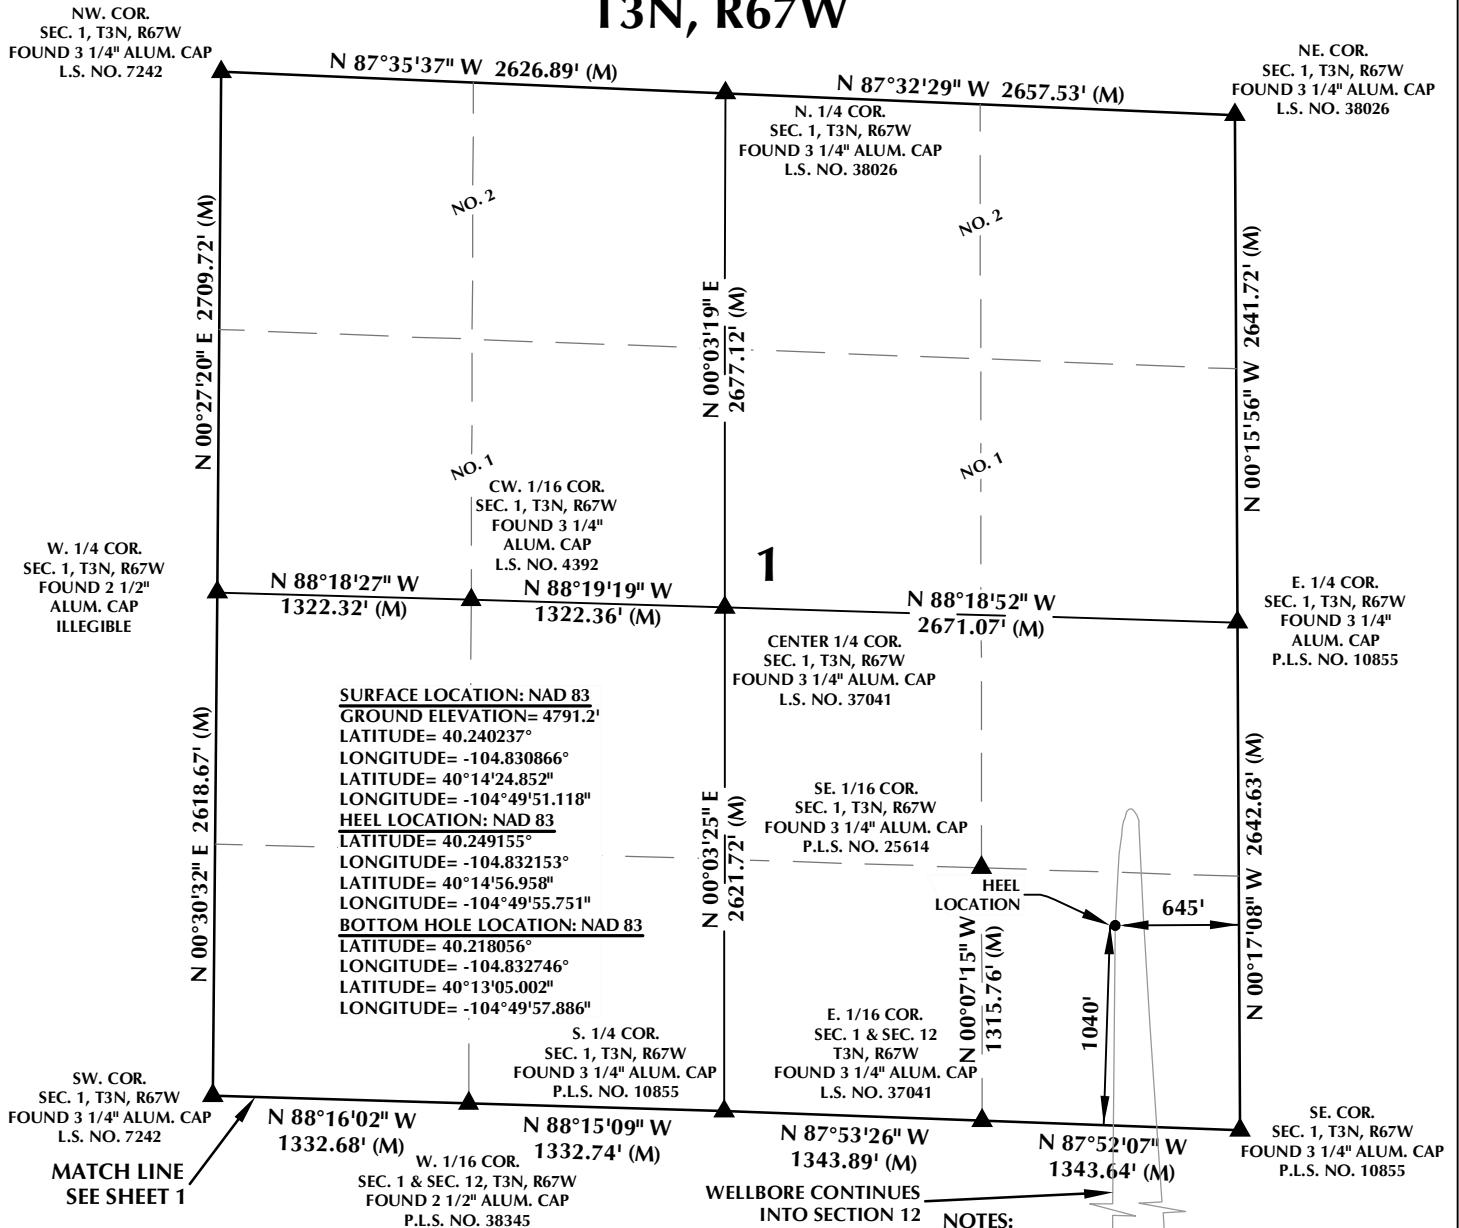 T3N, R67W
NW. COR.
SEC. 1, T3N, R67W
FOUND 3 1/4" ALUM. CAP
L.S. NO. 7242
N 87°35'37" W 2626.89' (M)
N 87°32'29" W 2657.53' (M)
NE. COR.
SEC. 1, T3N, R67W
FOUND 3 1/4" ALUM. CAP
L.S. NO. 38026
N. 1/4 COR.
SEC. 1, T3N, R67W
FOUND 3 1/4" ALUM. CAP
L.S. NO. 38026
NO. 2
NO. 2
N 00°27'20" E 2709.72' (M)
N 00°03'19" E
2677.12' (M)
N 00°15'56" W 2641.72' (M)
NO. 1
NO. 1
CW. 1/16 COR.
SEC. 1, T3N, R67W
FOUND 3 1/4"
ALUM. CAP
L.S. NO. 4392
1
W. 1/4 COR.
SEC. 1, T3N, R67W
FOUND 2 1/2"
ALUM. CAP
ILLEGIBLE
N 88°18'27" W
1322.32' (M)
N 88°19'19" W
1322.36' (M)
N 88°18'52" W
2671.07' (M)
E. 1/4 COR.
SEC. 1, T3N, R67W
FOUND 3 1/4"
ALUM. CAP
P.L.S. NO. 10855
CENTER 1/4 COR.
SEC. 1, T3N, R67W
FOUND 3 1/4" ALUM. CAP
L.S. NO. 37041
SURFACE LOCATION: NAD 83
GROUND ELEVATION= 4791.2'
LATITUDE= 40.240237°
LONGITUDE= -104.830866°
LATITUDE= 40°14'24.852"
LONGITUDE= -104°49'51.118"
HEEL LOCATION: NAD 83
LATITUDE= 40.249155°
LONGITUDE= -104.832153°
LATITUDE= 40°14'56.958"
LONGITUDE= -104°49'55.751"
BOTTOM HOLE LOCATION: NAD 83
LATITUDE= 40.218056°
LONGITUDE= -104.832746°
LATITUDE= 40°13'05.002"
LONGITUDE= -104°49'57.886"
N 00°30'32" E 2618.67' (M)
N 00°03'25" E
2621.72' (M)
SE. 1/16 COR.
SEC. 1, T3N, R67W
FOUND 3 1/4" ALUM. CAP
P.L.S. NO. 25614
N 00°17'08" W 2642.63' (M)
HEEL
LOCATION
645'
N 00°07'15" W
1315.76' (M)
1040'
S. 1/4 COR.
SEC. 1, T3N, R67W
FOUND 3 1/4" ALUM. CAP
P.L.S. NO. 10855
E. 1/16 COR.
SEC. 1 & SEC. 12
T3N, R67W
FOUND 3 1/4" ALUM. CAP
L.S. NO. 37041
SW. COR.
SEC. 1, T3N, R67W
FOUND 3 1/4" ALUM. CAP
L.S. NO. 7242
N 88°16'02" W
1332.68' (M)
N 88°15'09" W
1332.74' (M)
N 87°53'26" W
1343.89' (M)
N 87°52'07" W
1343.64' (M)
SE. COR.
SEC. 1, T3N, R67W
FOUND 3 1/4" ALUM. CAP
P.L.S. NO. 10855
MATCH LINE
SEE SHEET 1
W. 1/16 COR.
SEC. 1 & SEC. 12, T3N, R67W
FOUND 2 1/2" ALUM. CAP
P.L.S. NO. 38345
WELLBORE CONTINUES
INTO SECTION 12
NOTES: